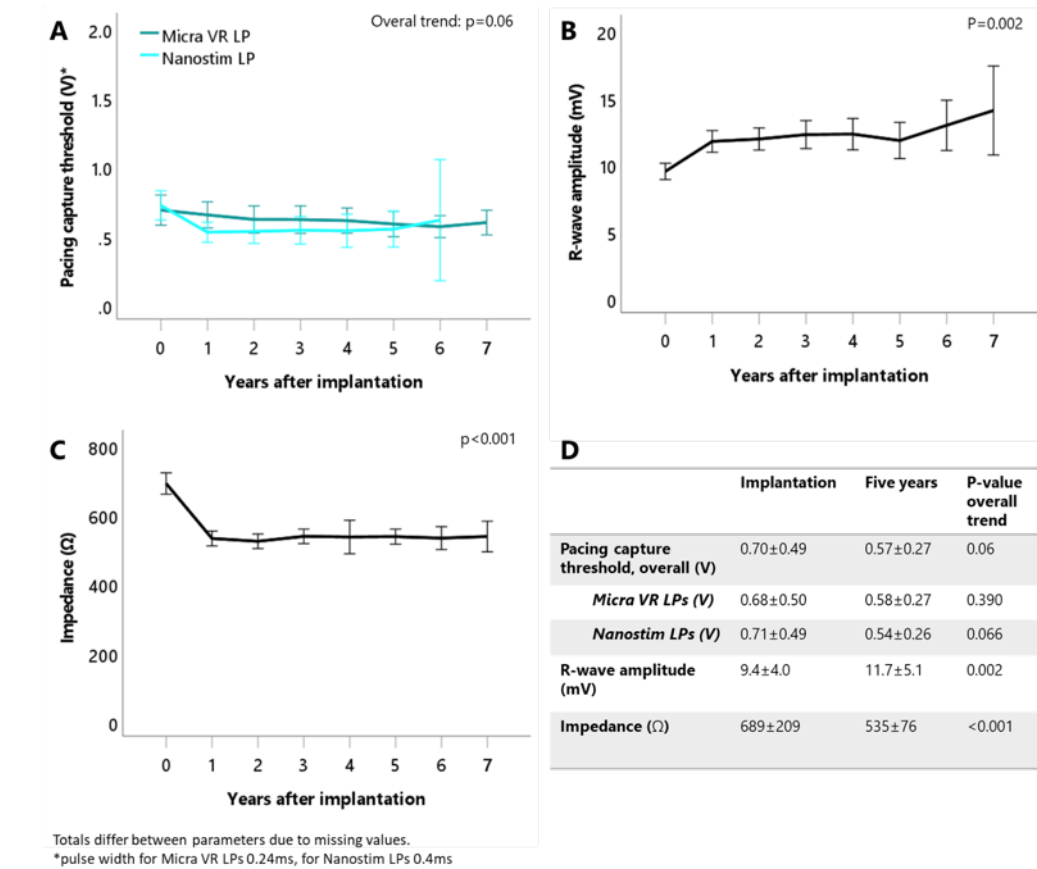 A
Overal trend: p=0.06
Micra VR LP
Nanostim LP
Pacing capture threshold (V)*
2.0
1.5
1.0
.5
.0
0 1 2 3 4 5 6 7
Years after implantation
B
P=0.002
R-wave amplitude (mV)
20
15
10
5
0
0 1 2 3 4 5 6 7
Years after implantation
C
p<0.001
Impedance (Ω)
800
600
400
200
0
0 1 2 3 4 5 6 7
Years after implantation
D
Implantation Five years P-value
overall
trend
Pacing capture 0.70±0.49 0.57±0.27 0.06
threshold, overall (V)
Micra VR LPs (V) 0.68±0.50 0.58±0.27 0.390
Nanostim LPs (V) 0.71±0.49 0.54±0.26 0.066
R-wave amplitude 9.4±4.0 11.7±5.1 0.002
(mV)
Impedance (Ω) 689±209 535±76 <0.001
Totals differ between parameters due to missing values.
*pulse width for Micra VR LPs 0.24ms, for Nanostim LPs 0.4ms